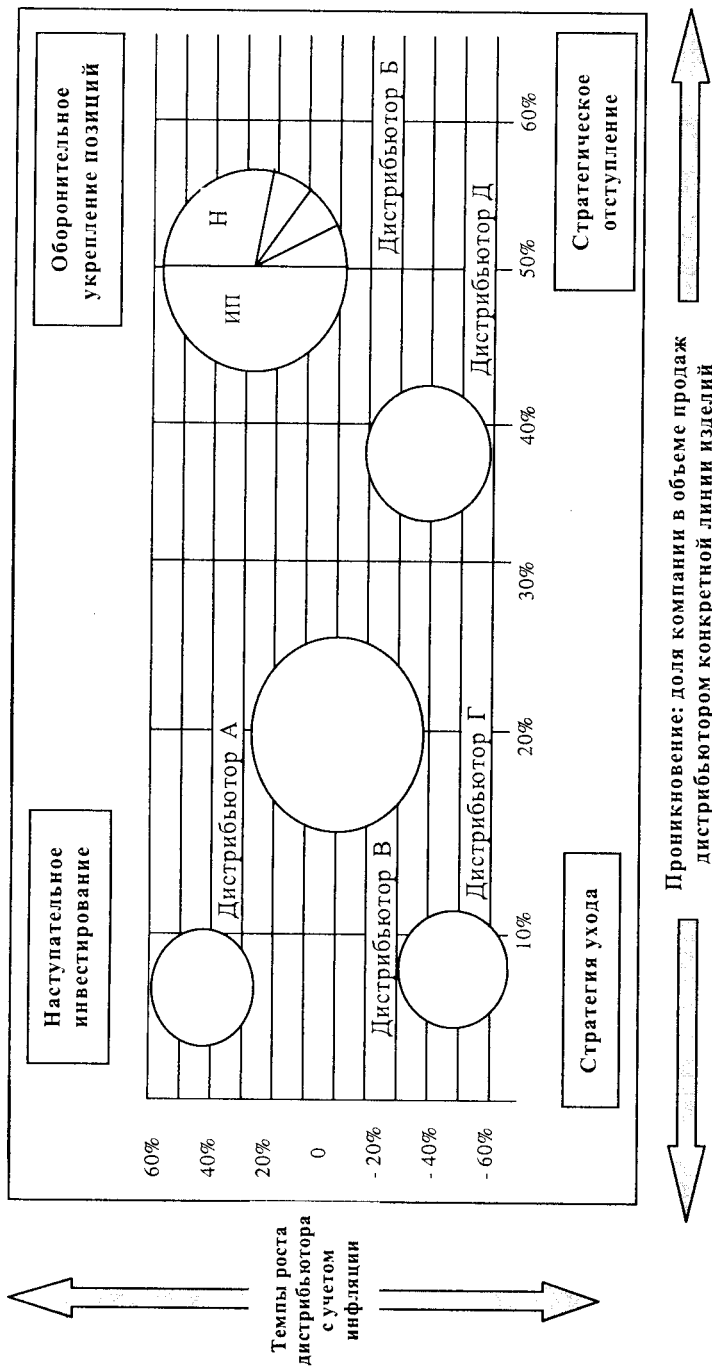 Наступательное
инвестирование
Оборонительное
укрепление позиций
Темпы роста
дистрибьютора
с учетом
инфляции
60%
40%
20%
0
- 20%
- 40%
- 60%
Дистрибьютор А
Н
ИП
Дистрибьютор Б
Дистрибьютор В
Дистрибьютор Г
Дистрибьютор Д
10%
20%
30%
40%
50%
60%
Стратегия ухода
Стратегическое
отступление
Проникновение: доля компании в объеме продаж
дистрибьютором конкретной линии изделий